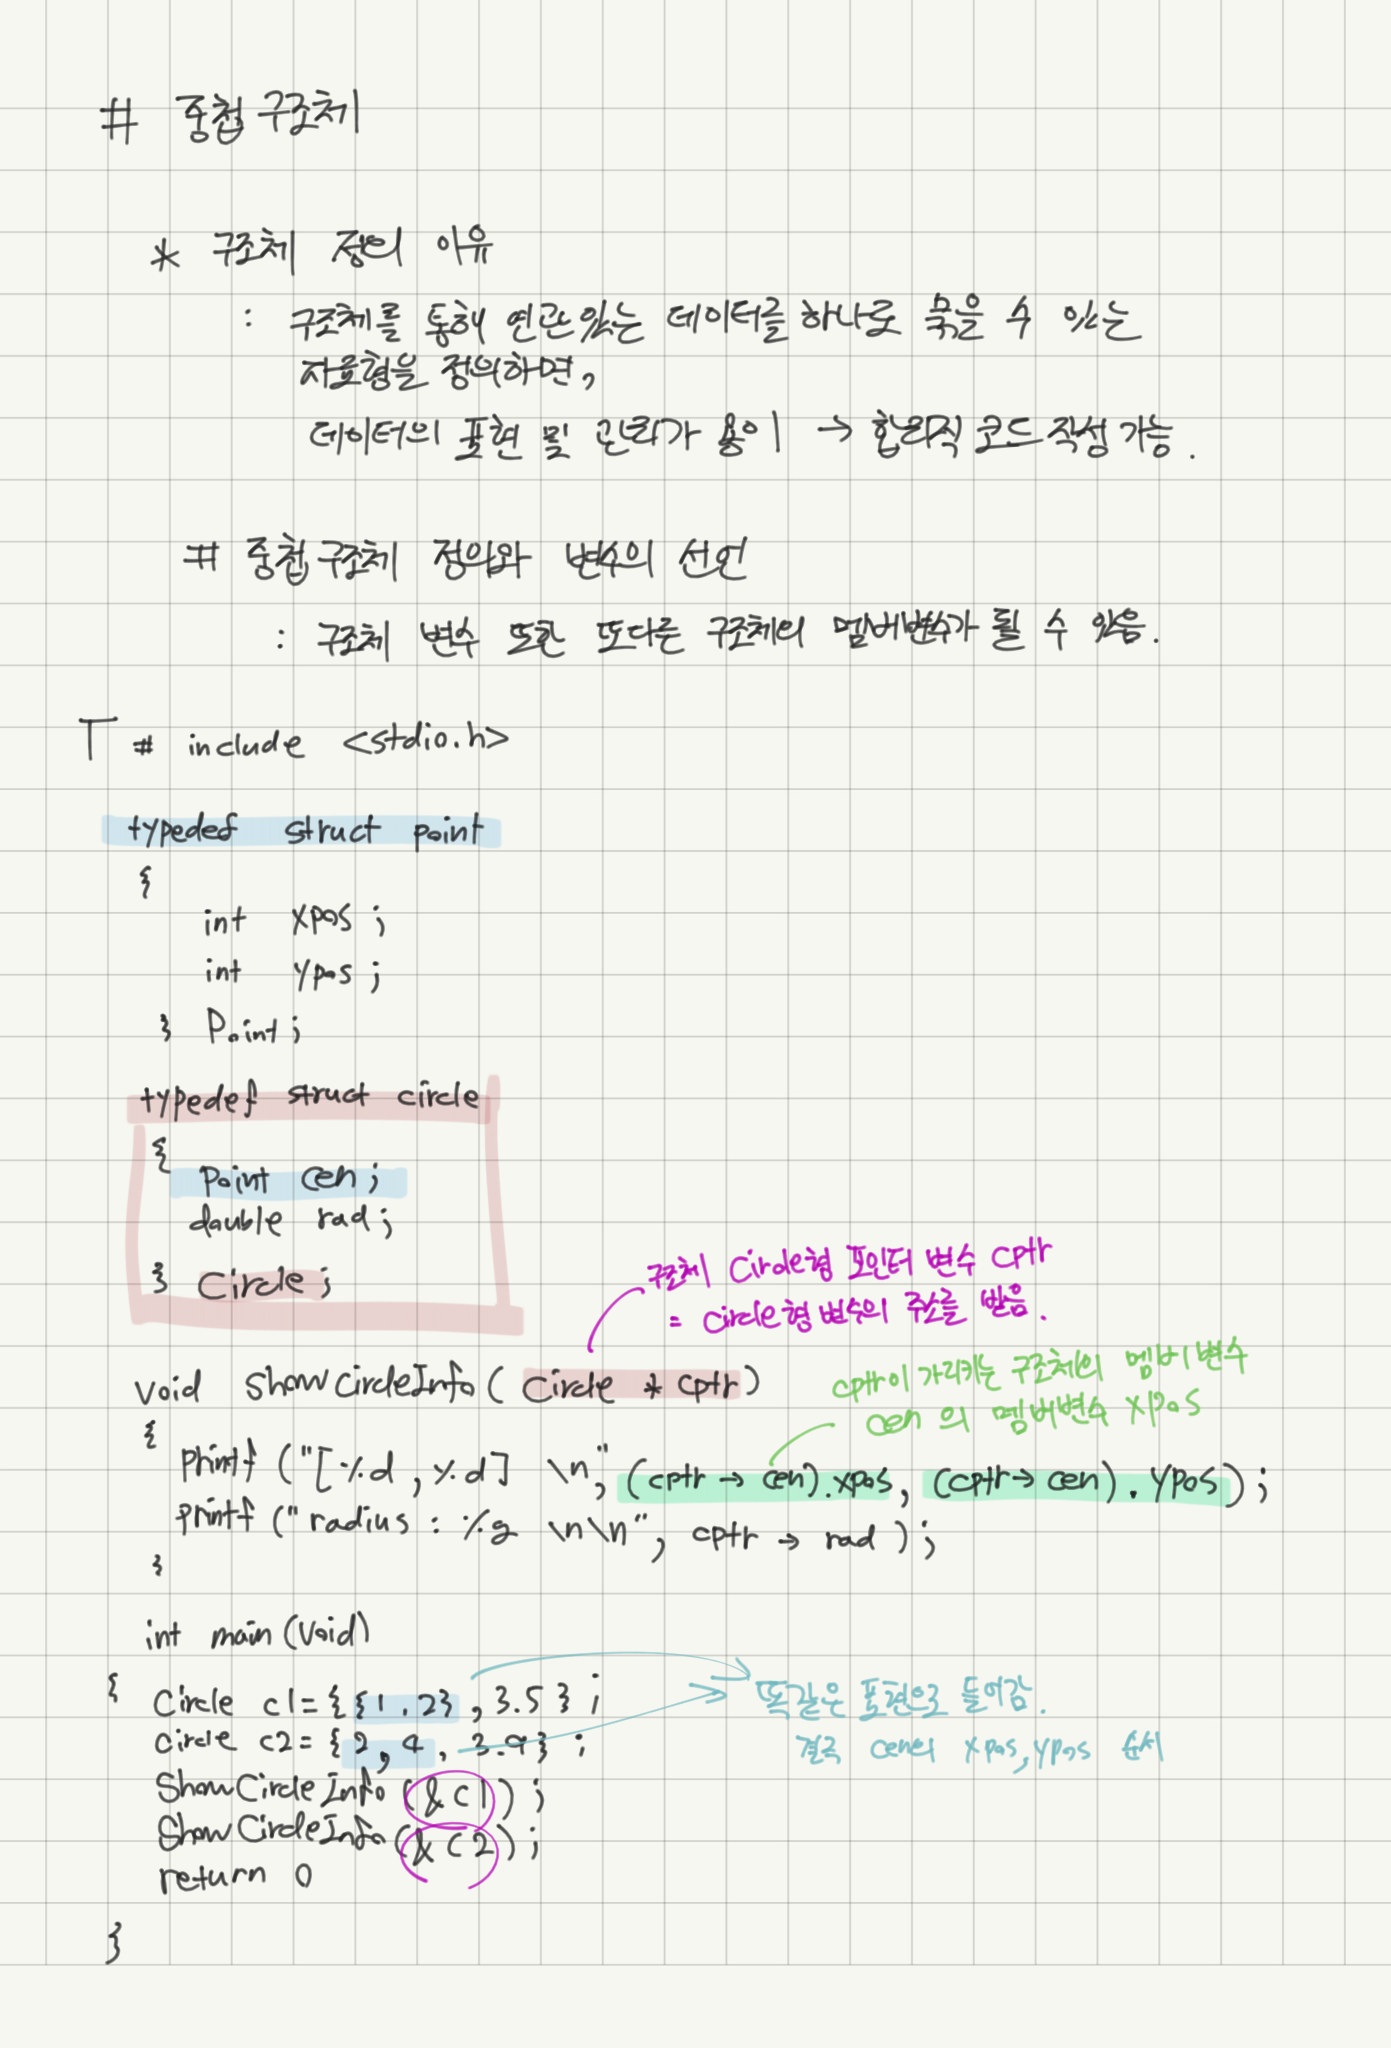 # 중첩 구조체
* 구조체 정의 이유
: 구조체를 통해 연관있는 데이터를 하나로 묶을 수 있는
자료형을 정의하면,
데이터의 표현 및 관리가 용이 → 합리적 코드 작성 가능.
# 중첩 구조체 정의와 변수의 선언
: 구조체 변수 또한 또다른 구조체의 멤버변수가 될 수 있음.
# include <stdio.h>
typedef struct point
{
int xpos ;
int ypos ;
} Point ;
typedef struct circle
{
Point cen ;
double rad ;
} Circle ;
구조체 Circle형 포인터 변수 cptr
= circle형 변수의 주소를 받음.
void ShowCircleInfo ( Circle * cptr )
cptr이 가리키는 구조체의 멤버변수
cen 의 멤버변수 xpos
{
printf ("[%d , %d] \n", (cptr → cen).xpos, (cptr → cen).ypos ) ;
printf ("radius : %g \n\n", cptr → rad ) ;
}
int main (void)
{ Circle c1 = { {1, 2} , 3.5 } ; 똑같은 표현으로 들어감.
circle c2 = { 2, 4 , 3.9 } ; 결국 cen의 xpos, ypos 순서
ShowCircleInfo (&c1) ;
ShowCircleInfo (&c2) ;
return 0
}